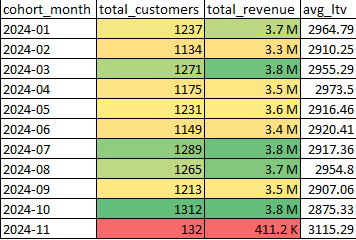 cohort_month total_customers total_revenue avg_ltv
2024-01 1237 3.7 M 2964.79
2024-02 1134 3.3 M 2910.25
2024-03 1271 3.8 M 2955.29
2024-04 1175 3.5 M 2973.5
2024-05 1231 3.6 M 2916.46
2024-06 1149 3.4 M 2920.41
2024-07 1289 3.8 M 2917.36
2024-08 1265 3.7 M 2954.8
2024-09 1213 3.5 M 2907.06
2024-10 1312 3.8 M 2875.33
2024-11 132 411.2 K 3115.29